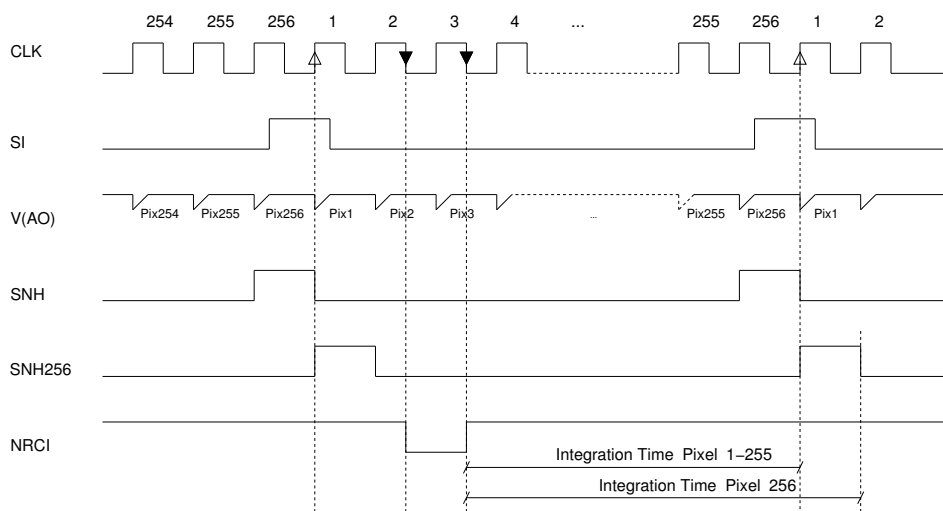 254 255 256 1 2 3 4 ... 255 256 1 2
CLK
SI
V(AO)
Pix254 Pix255 Pix256 Pix1 Pix2 Pix3 ... Pix255 Pix256 Pix1
SNH
SNH256
NRCI
Integration Time Pixel 1–255
Integration Time Pixel 256